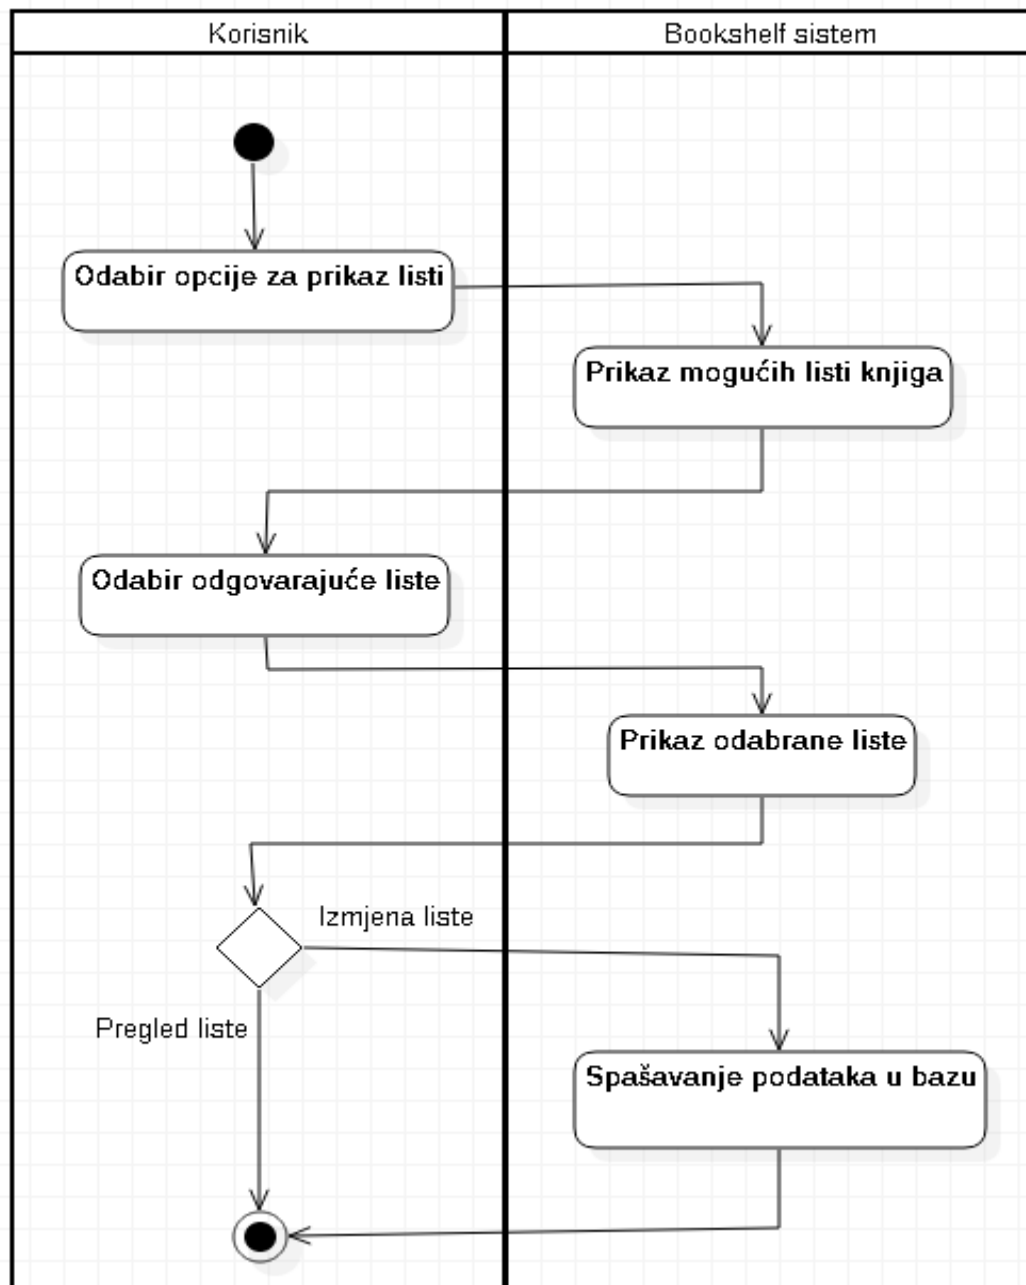 Korisnik
Bookshelf sistem
Odabir opcije za prikaz listi
Prikaz mogućih listi knjiga
Odabir odgovarajuće liste
Prikaz odabrane liste
Izmjena liste
Pregled liste
Spašavanje podataka u bazu